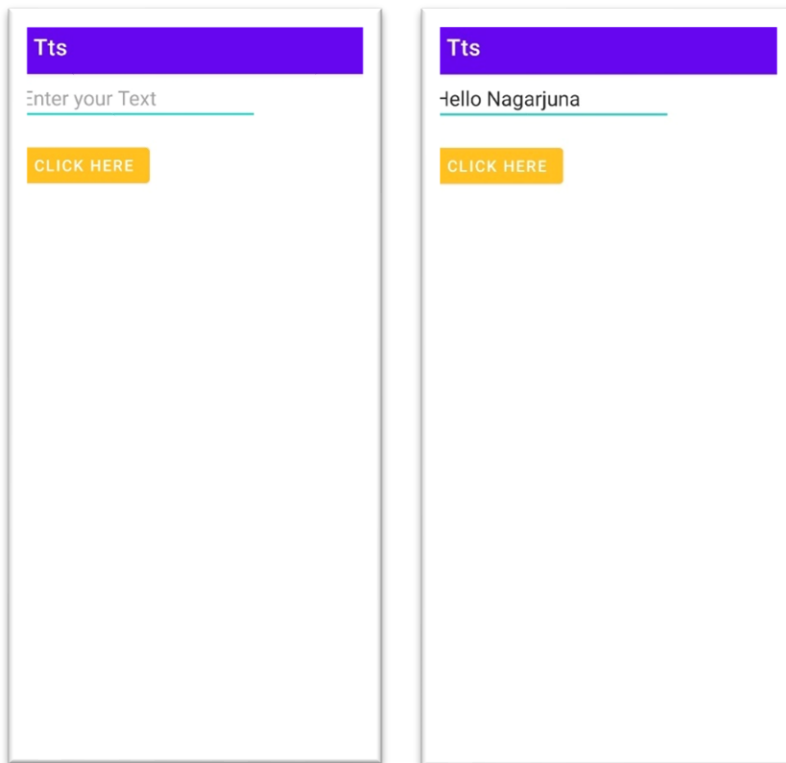 Tts
Enter your Text
CLICK HERE
Tts
Hello Nagarjuna
CLICK HERE